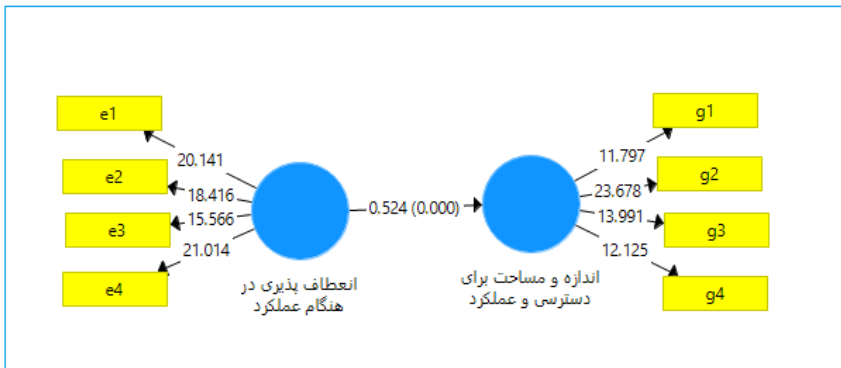 e1
e2
e3
e4
20.141
18.416
15.566
21.014
انعطاف پذیری در
هنگام عملکرد
0.524 (0.000)
اندازه و مساحت برای
دسترسی و عملکرد
11.797
23.678
13.991
12.125
g1
g2
g3
g4